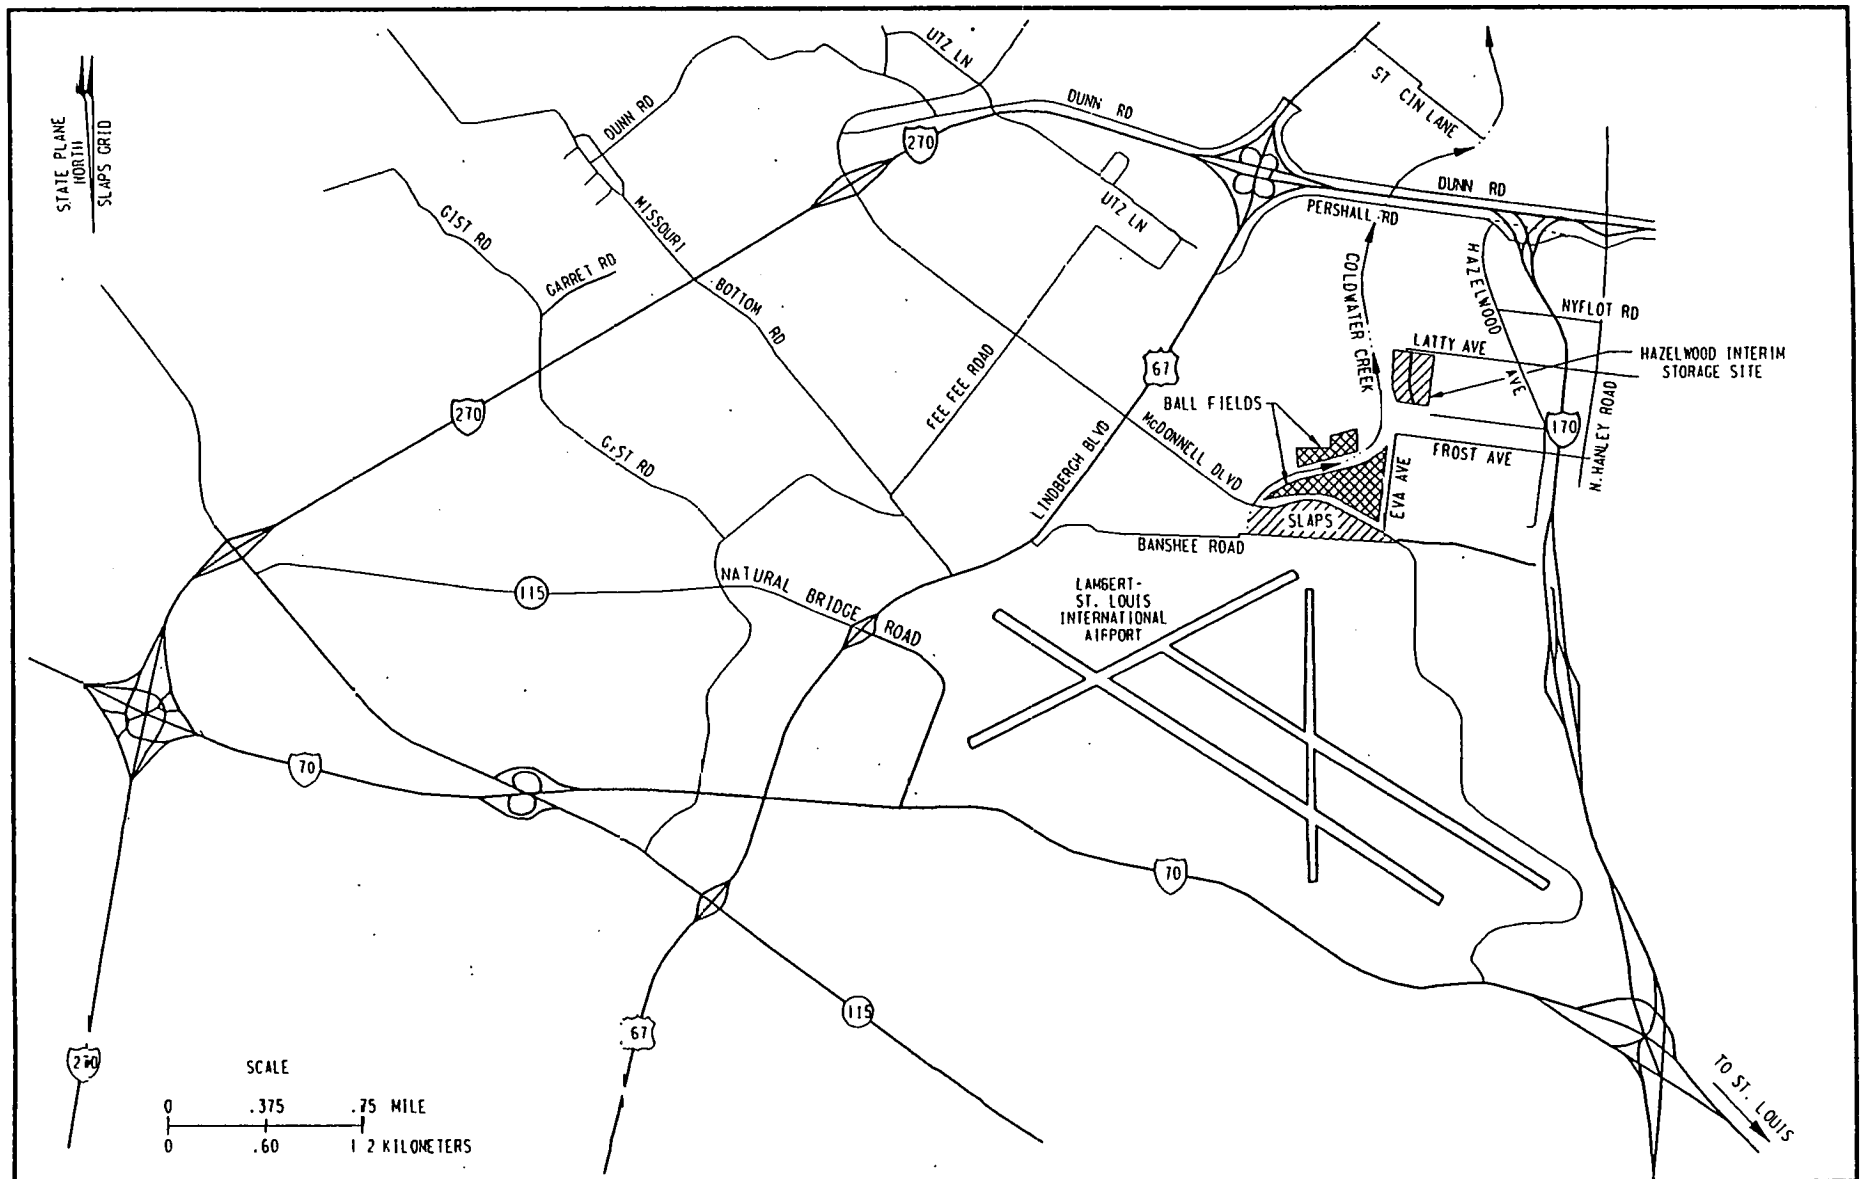 STATE PLANE
NORTH
SLAPS GRID
UTZ LN
DUNN RD
DUNN RD
270
ST CIN LANE
GIST RD
MISSOURI
BOTTOM
RD
GARRET RD
UTZ LN
DUNN RD
PERSHALL RD
HAZELWOOD
AVE
COLDWATER CREEK
NYFLOT RD
LATTY AVE
HAZELWOOD INTERIM
STORAGE SITE
67
270
FEE FEE ROAD
BALL FIELDS
LINDBERGH BLVD
McDONNELL DLVD
170
N. HANLEY ROAD
FROST AVE
EVA AVE
RD
SLAPS
BANSHEE ROAD
115
NATURAL BRIDGE
ROAD
LAMBERT-
ST. LOUIS
INTERNATIONAL
AIRPORT
70
70
115
67
270
SCALE
0 .375 .75 MILE
0 .60 1 2 KILOMETERS
TO ST. LOUIS